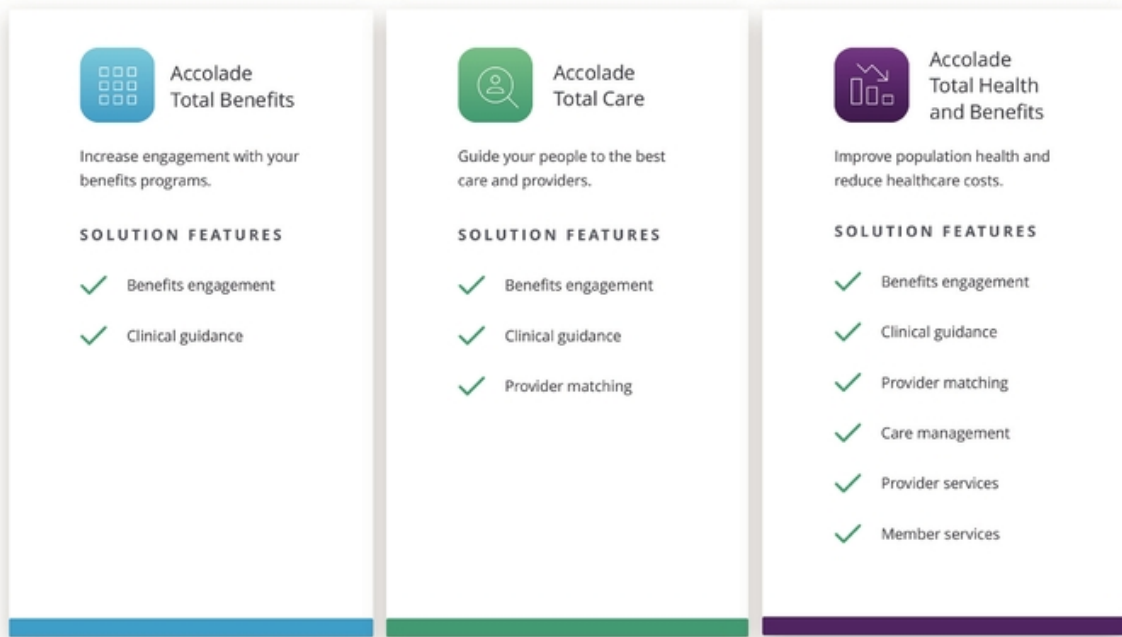 Accolade
Total Benefits
Increase engagement with your
benefits programs.
SOLUTION FEATURES
Benefits engagement
Clinical guidance
Accolade
Total Care
Guide your people to the best
care and providers.
SOLUTION FEATURES
Benefits engagement
Clinical guidance
Provider matching
Accolade
Total Health
and Benefits
Improve population health and
reduce healthcare costs.
SOLUTION FEATURES
Benefits engagement
Clinical guidance
Provider matching
Care management
Provider services
Member services